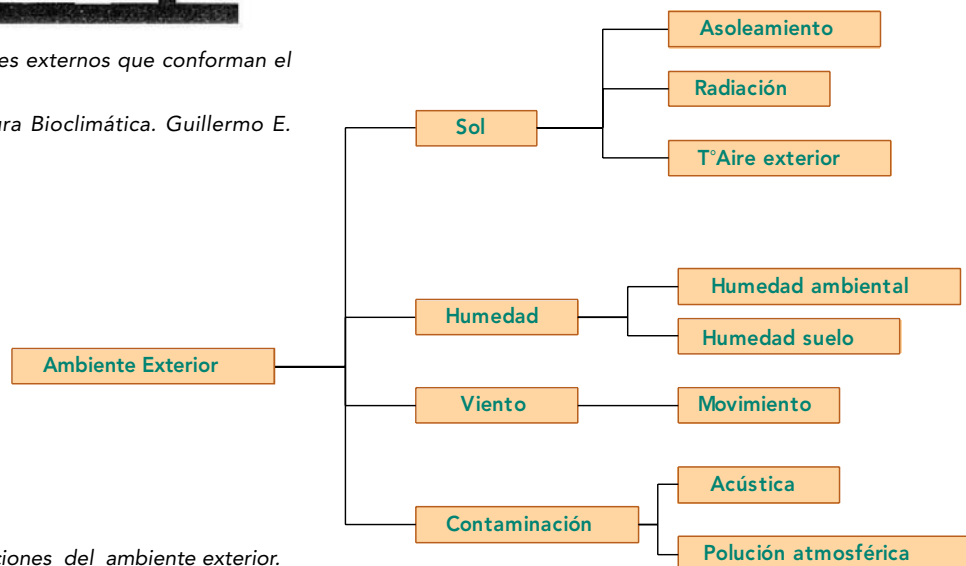 es externos que conforman el
ura Bioclimática. Guillermo E.
Asoleamiento
Radiación
Sol
T°Aire exterior
Humedad ambiental
Humedad
Humedad suelo
Ambiente Exterior
Viento
Movimiento
Acústica
Contaminación
Polución atmosférica
ciones del ambiente exterior.